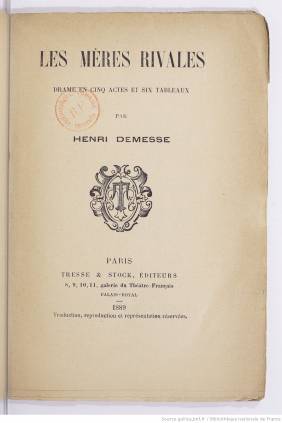 LES MÈRES RIVALES
DRAME EN CINQ ACTES ET SIX TABLEAUX
PAR
HENRI DEMESSE
PARIS
TRESSE & STOCK, ÉDITEURS
8, 9, 10, 11, galerie du Théâtre-Français
PALAIS-ROYAL
1889
Traduction, reproduction et représentation réservées.
Source gallica.bnf.fr / Bibliothèque nationale de France